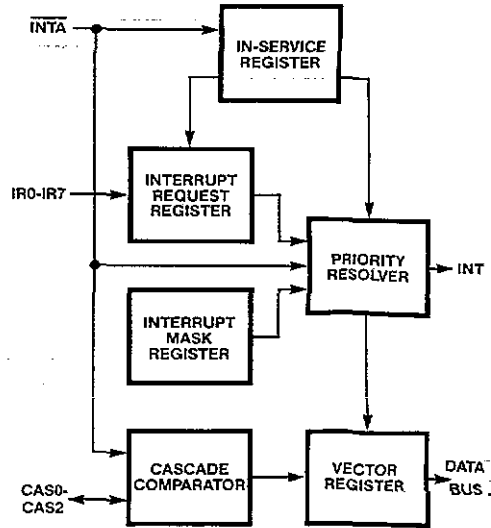 INTA
IN-SERVICE
REGISTER
IR0-IR7
INTERRUPT
REQUEST
REGISTER
PRIORITY
RESOLVER
INT
INTERRUPT
MASK
REGISTER
CAS0-
CAS2
CASCADE
COMPARATOR
VECTOR
REGISTER
DATA
BUS